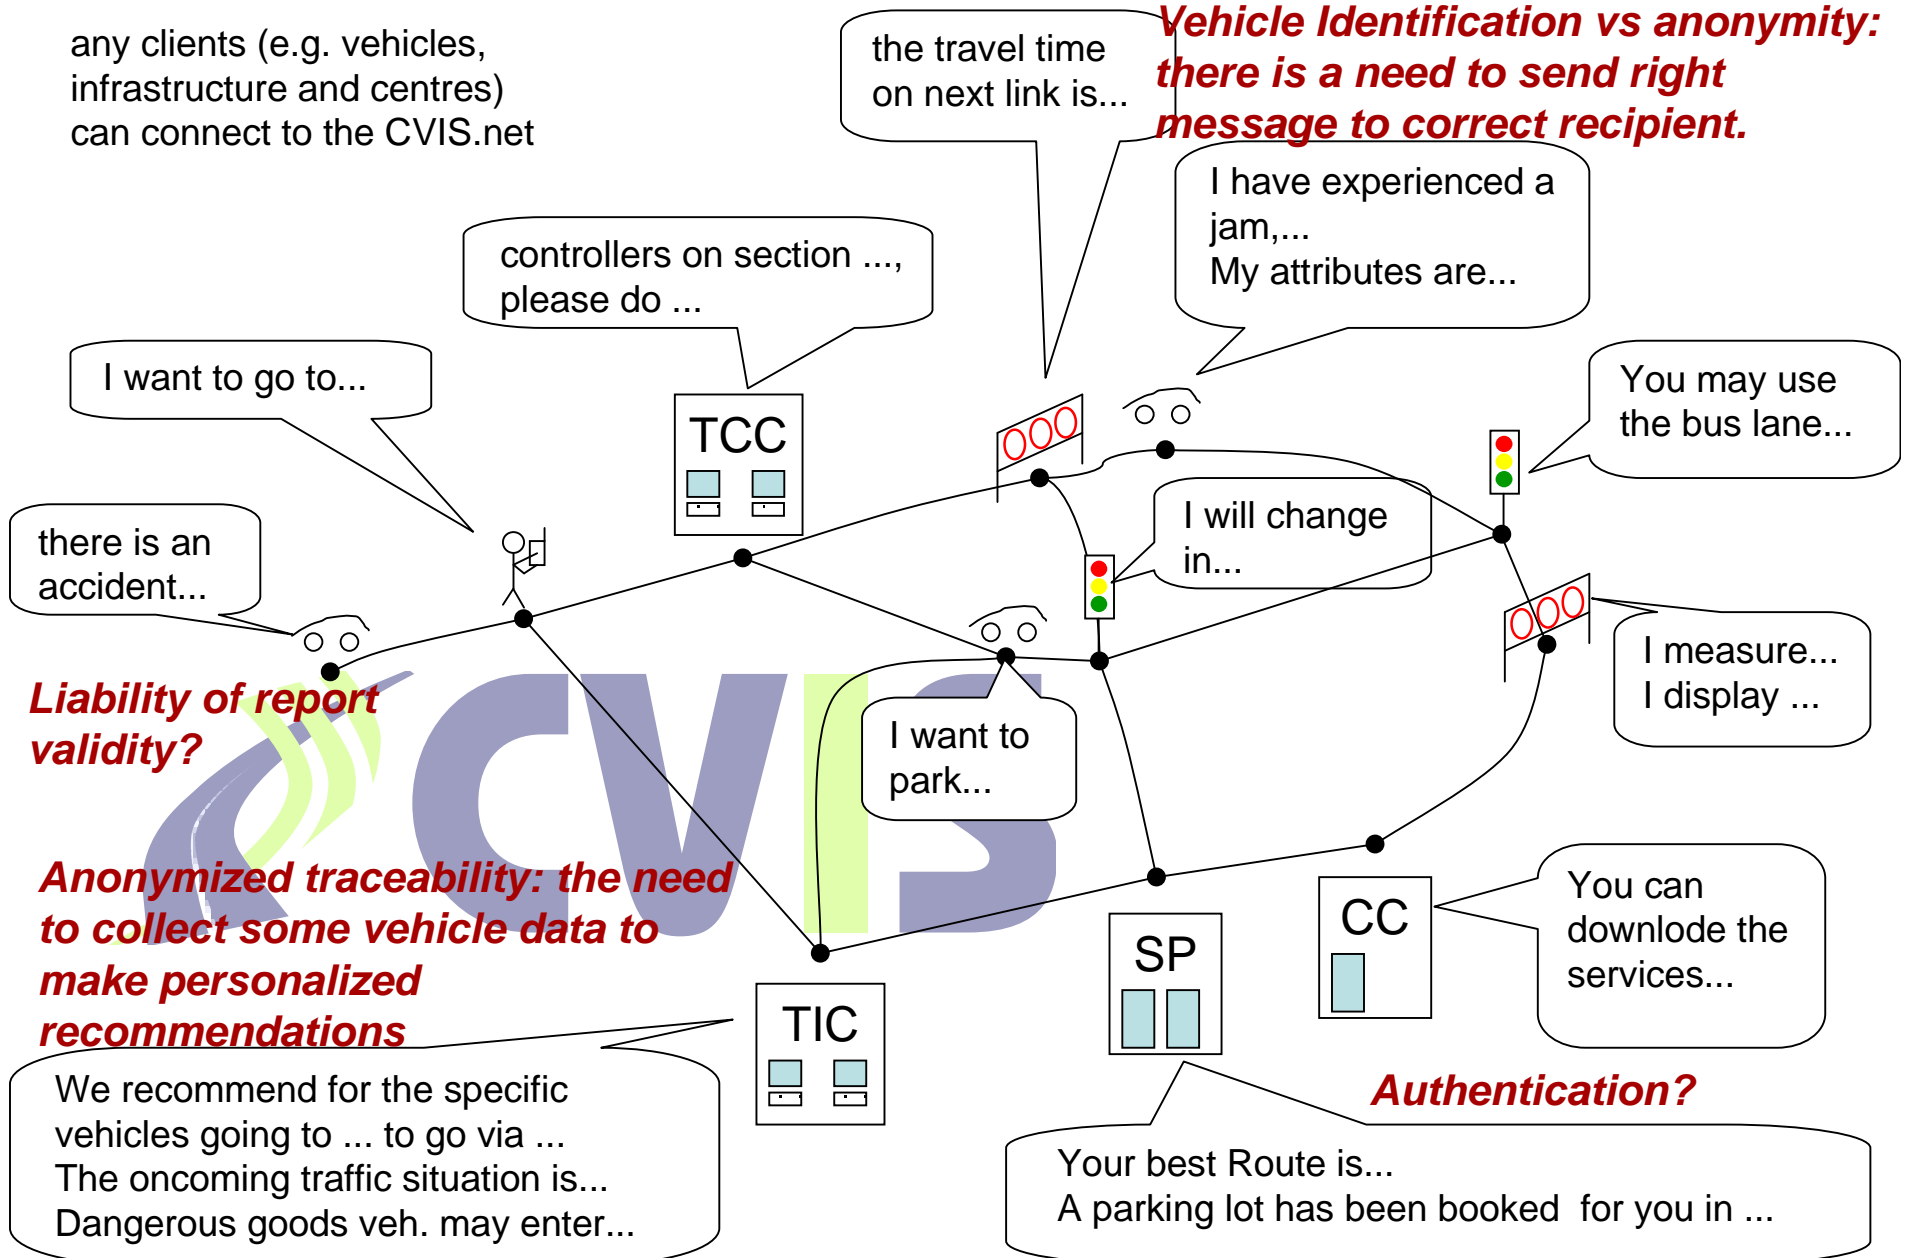 any clients (e.g. vehicles,
infrastructure and centres)
can connect to the CVIS.net
the travel time
on next link is...
Vehicle Identification vs anonymity:
there is a need to send right
message to correct recipient.
I have experienced a
jam,...
My attributes are...
controllers on section ...,
please do ...
I want to go to...
You may use
the bus lane...
TCC
there is an
accident...
I will change
in...
I measure...
I display ...
Liability of report
validity?
I want to
park...
CVIS
Anonymized traceability: the need
to collect some vehicle data to
make personalized
recommendations
You can
downlode the
services...
CC
SP
TIC
We recommend for the specific
vehicles going to ... to go via ...
The oncoming traffic situation is...
Dangerous goods veh. may enter...
Authentication?
Your best Route is...
A parking lot has been booked  for you in ...